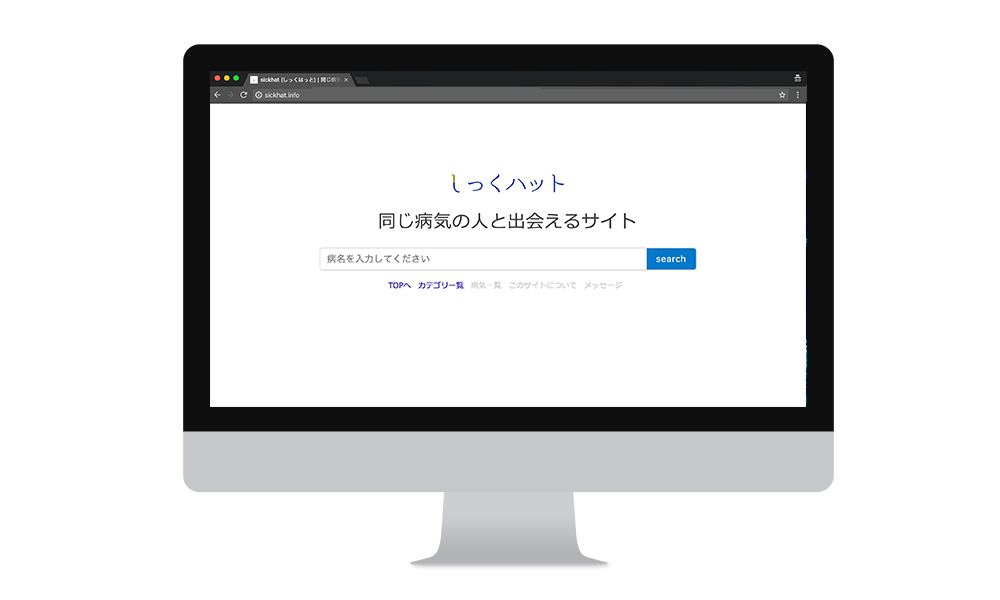 sickhat (しっくはっと) | 同じ病気
sickhat.info
しっくハット
同じ病気の人と出会えるサイト
病名を入力してください search
TOPへ カテゴリ一覧 病気一覧 このサイトについて メッセージ